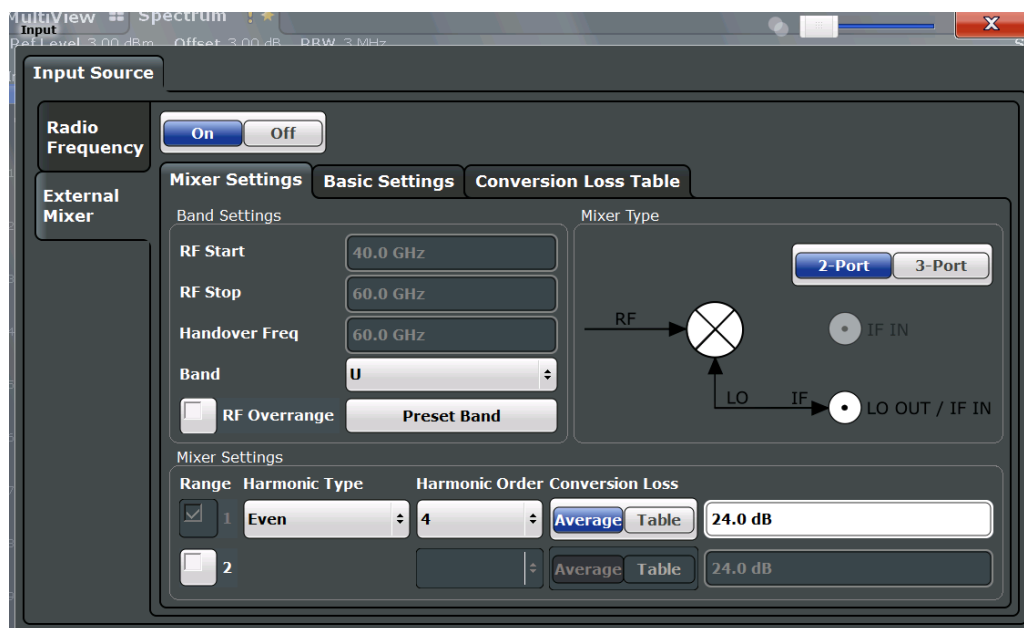 MultiView Spectrum !
Input
Ref Level 3.00 dBm Offset 3.00 dB RBW 3 MHz
X
Input Source
Radio
Frequency
External
Mixer
On Off
Mixer Settings Basic Settings Conversion Loss Table
Band Settings
RF Start 40.0 GHz
RF Stop 60.0 GHz
Handover Freq 60.0 GHz
Band U
RF Overrange Preset Band
Mixer Type
2-Port 3-Port
RF
IF IN
LO IF
LO OUT / IF IN
Mixer Settings
Range Harmonic Type Harmonic Order Conversion Loss
1 Even 4 Average Table 24.0 dB
2 Average Table 24.0 dB